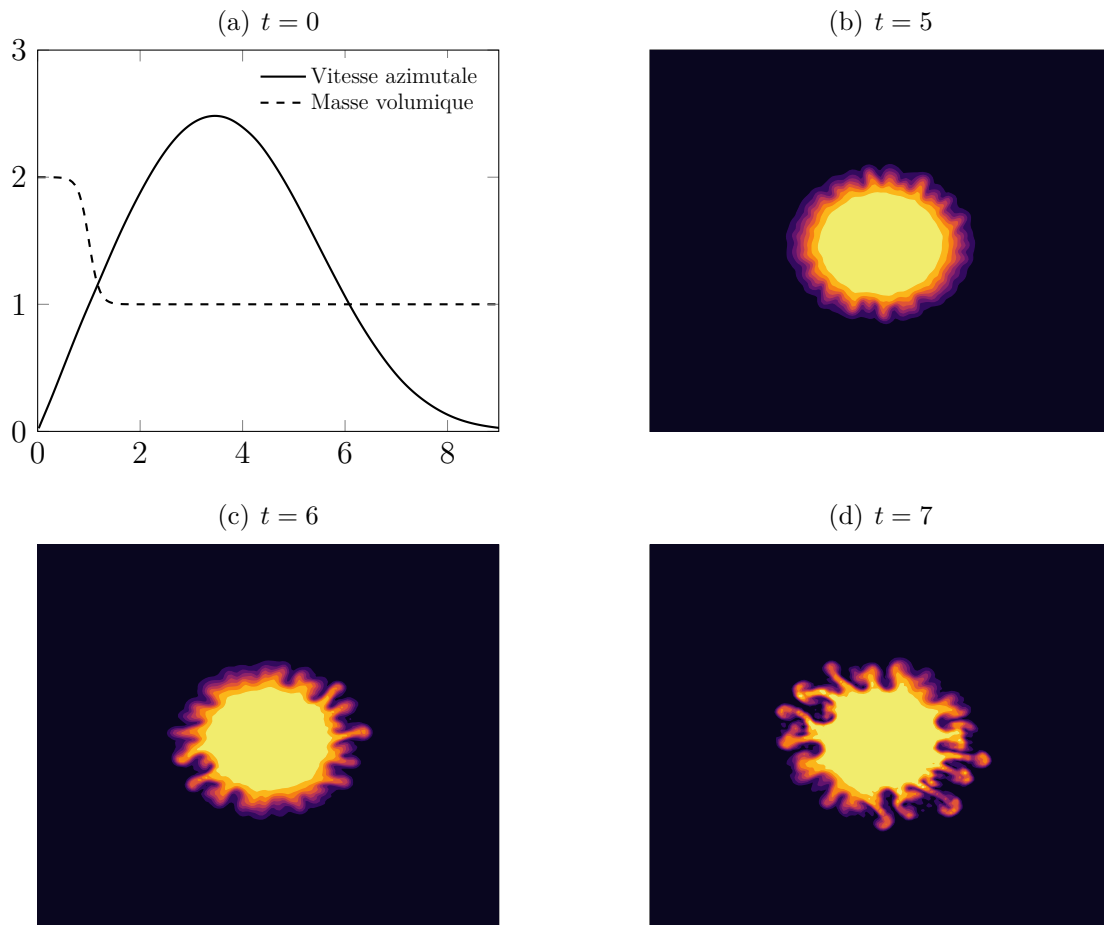 (a) t = 0
3
2
1
0
0 2 4 6 8
Vitesse azimutale
Masse volumique
(b) t = 5
(c) t = 6
(d) t = 7